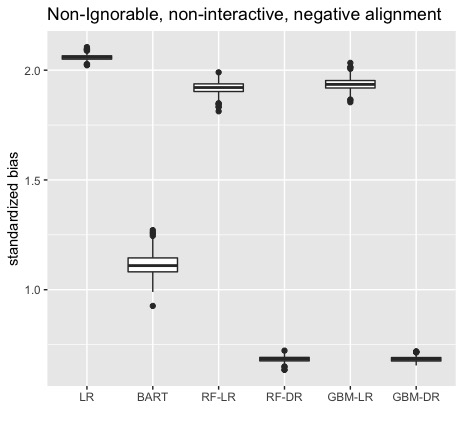 Non-Ignorable, non-interactive, negative alignment
standardized bias
2.0
1.5
1.0
LR BART RF-LR RF-DR GBM-LR GBM-DR